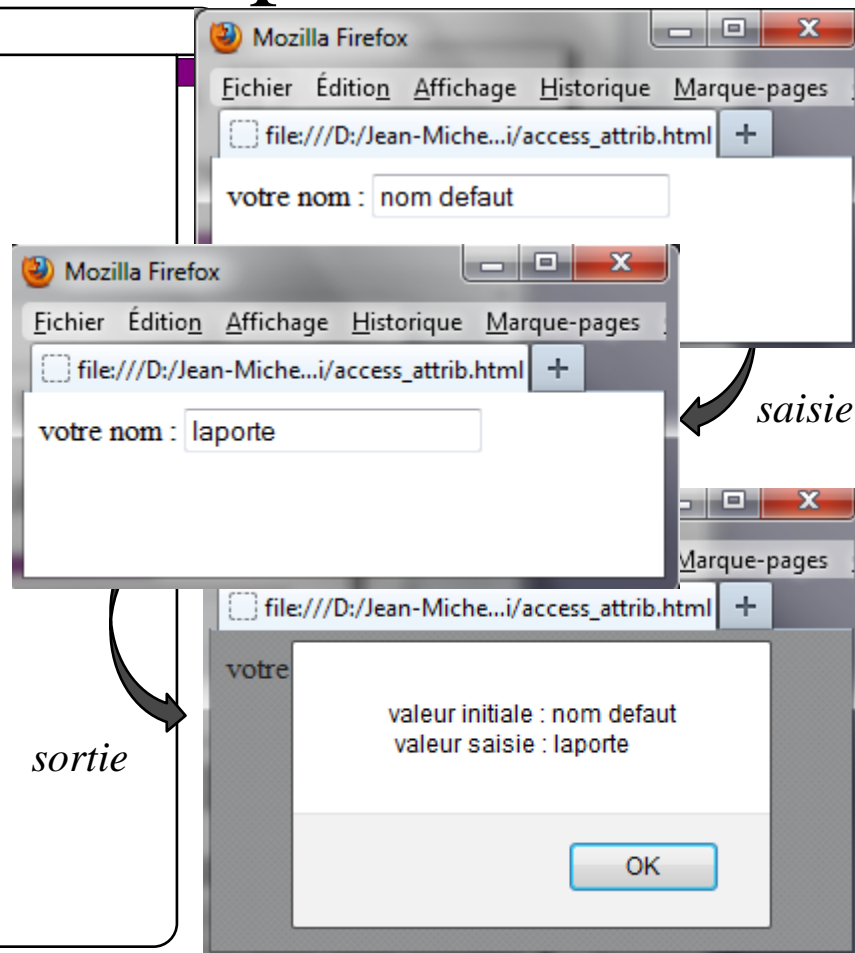 Mozilla Firefox
Fichier Édition Affichage Historique Marque-pages
file:///D:/Jean-Miche...i/access_attrib.html +
votre nom : nom defaut
Mozilla Firefox
Fichier Édition Affichage Historique Marque-pages
file:///D:/Jean-Miche...i/access_attrib.html +
votre nom : laporte
saisie
Marque-pages
file:///D:/Jean-Miche...i/access_attrib.html +
votre
valeur initiale : nom defaut
valeur saisie : laporte
sortie
OK